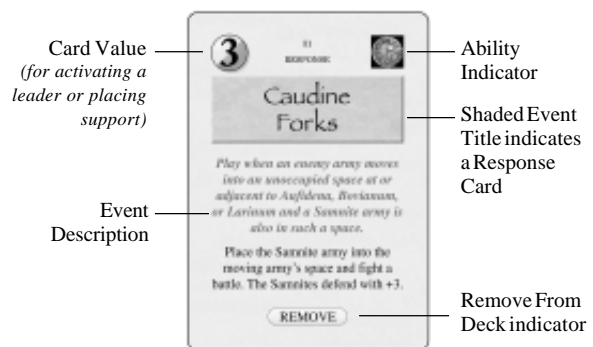 Card Value
(for activating a
leader or placing
support)
Event
Description
3
11
RESPONSE
Caudine
Forks
Play when an enemy army moves
into an unoccupied space at or
adjacent to Aufidena, Bovianum,
or Larinum and a Samnite army is
also in such a space.
Place the Samnite army into the
moving army's space and fight a
battle. The Samnites defend with +3.
REMOVE
Ability
Indicator
Shaded Event
Title indicates
a Response
Card
Remove From
Deck indicator